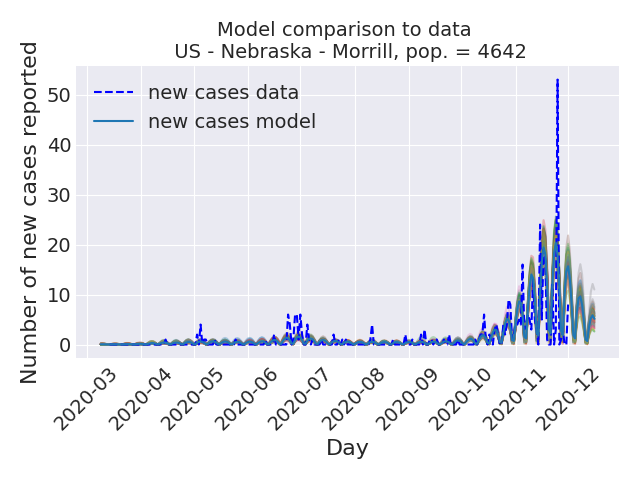 Model comparison to data
US - Nebraska - Morrill, pop. = 4642
Number of new cases reported
50
40
30
20
10
0
new cases data
new cases model
2020-03
2020-04
2020-05
2020-06
2020-07
2020-08
2020-09
2020-10
2020-11
2020-12
Day